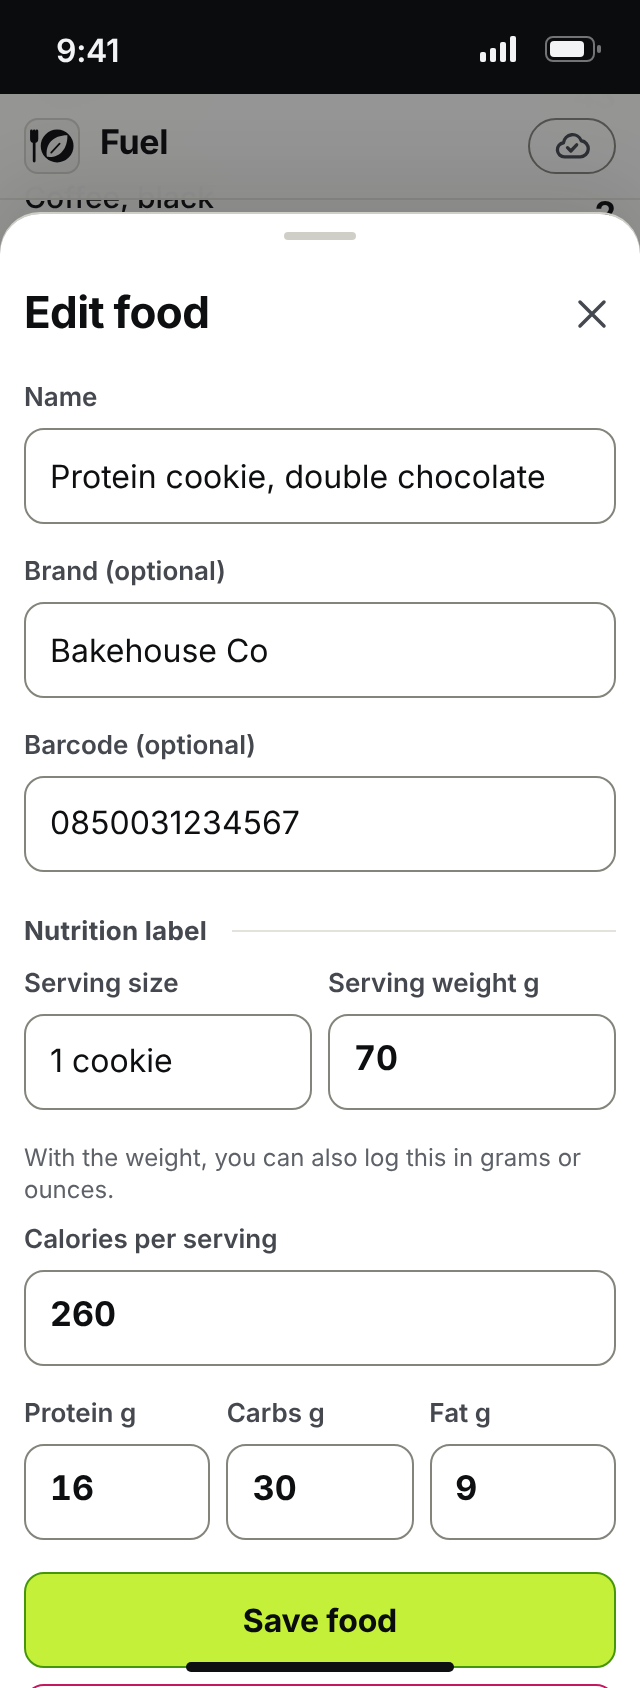 9:41
Fuel
Coffee, black
Edit food
Name
Protein cookie, double chocolate
Brand (optional)
Bakehouse Co
Barcode (optional)
0850031234567
Nutrition label
Serving size
Serving weight g
1 cookie
70
With the weight, you can also log this in grams or
ounces.
Calories per serving
260
Protein g
Carbs g
Fat g
16
30
9
Save food